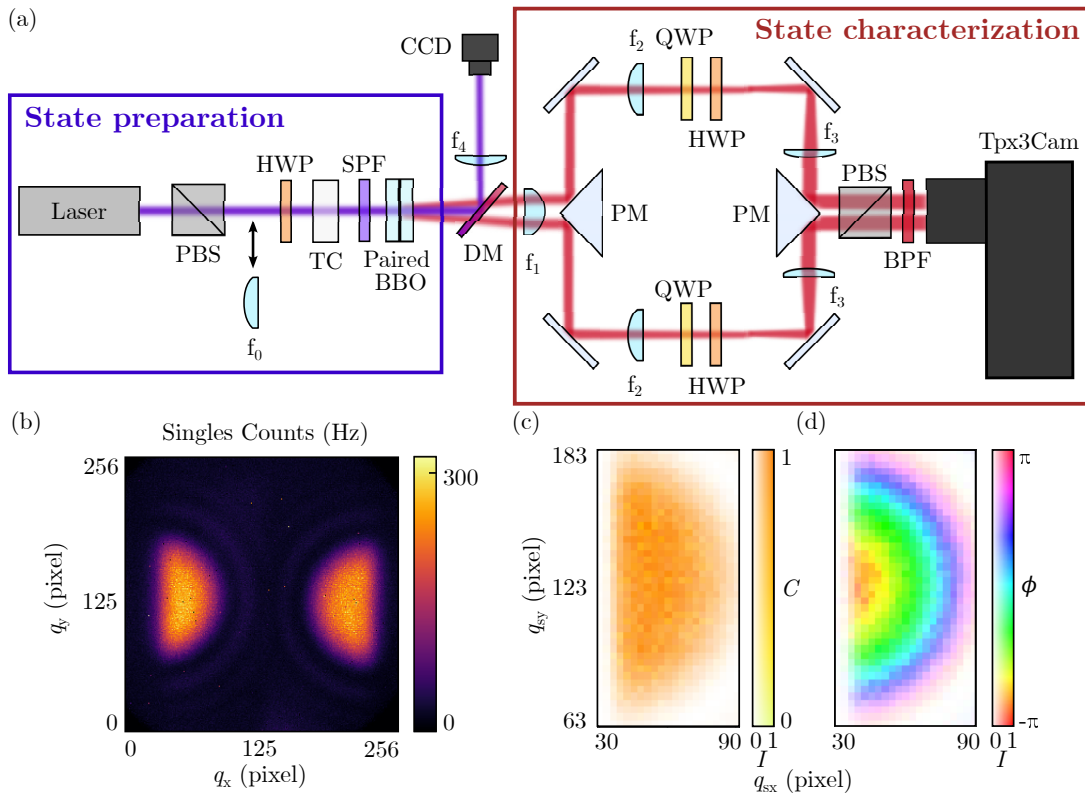 (a)
State preparation
State characterization
CCD
f₄
HWP
SPF
Laser
PBS
TC
Paired
BBO
DM
f₀
f₁
PM
f₂
QWP
HWP
f₃
PM
PBS
BPF
Tpx3Cam
QWP
HWP
f₂
f₃
(b)
Singles Counts (Hz)
256
125
0
qy (pixel)
0
125
256
qx (pixel)
300
0
(c)
183
123
63
qsy (pixel)
30
90
1
C
0
0 1
I
(d)
30
90
π
ϕ
-π
0 1
I
qsx (pixel)